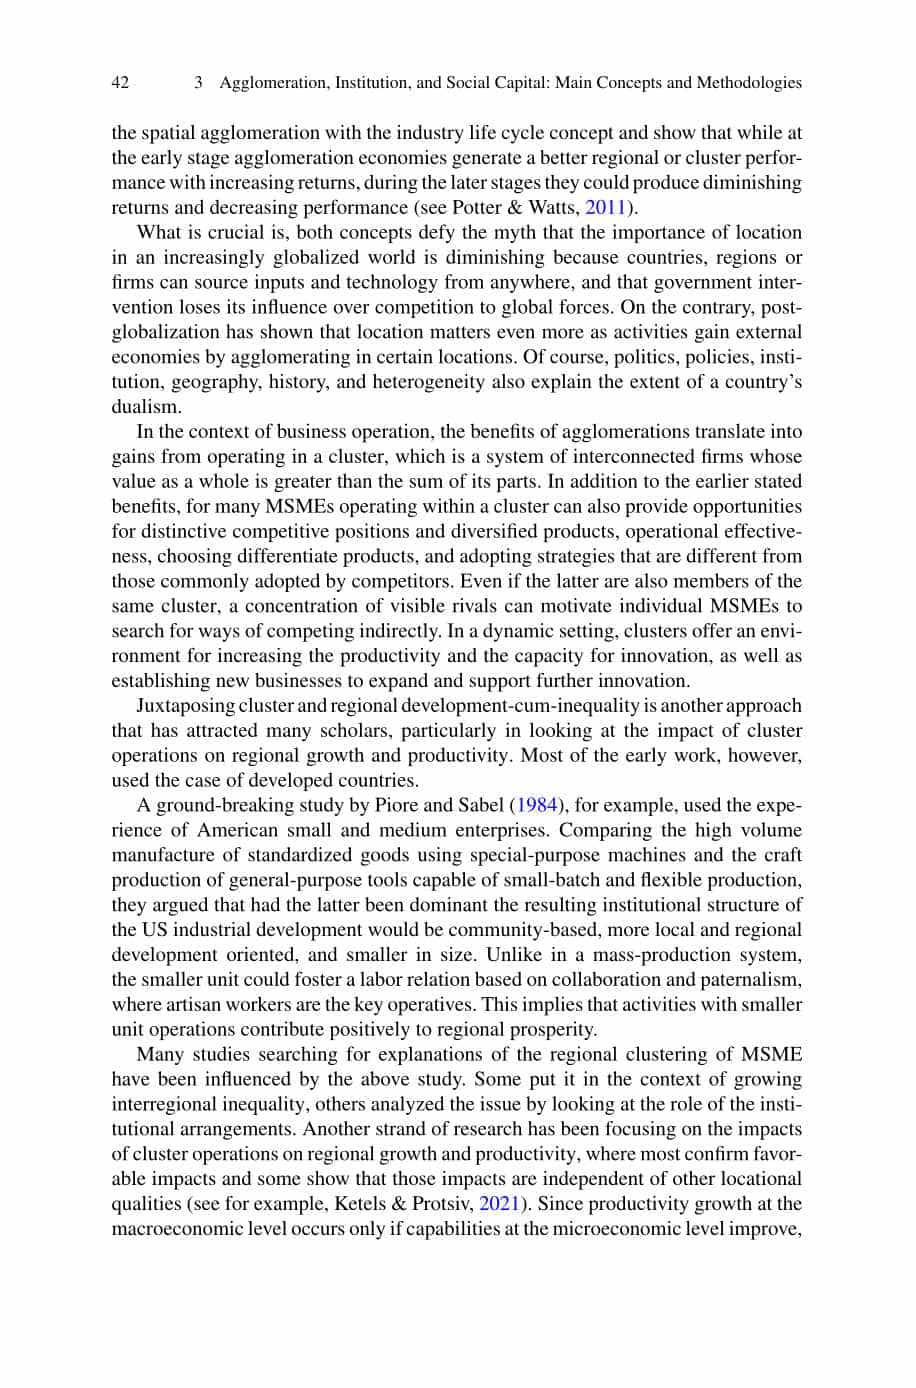 42 3 Agglomeration, Institution, and Social Capital: Main Concepts and Methodologies
the spatial agglomeration with the industry life cycle concept and show that while at
the early stage agglomeration economies generate a better regional or cluster perfor-
mance with increasing returns, during the later stages they could produce diminishing
returns and decreasing performance (see Potter & Watts, 2011).
What is crucial is, both concepts defy the myth that the importance of location
in an increasingly globalized world is diminishing because countries, regions or
firms can source inputs and technology from anywhere, and that government inter-
vention loses its influence over competition to global forces. On the contrary, post-
globalization has shown that location matters even more as activities gain external
economies by agglomerating in certain locations. Of course, politics, policies, insti-
tution, geography, history, and heterogeneity also explain the extent of a country’s
dualism.
In the context of business operation, the benefits of agglomerations translate into
gains from operating in a cluster, which is a system of interconnected firms whose
value as a whole is greater than the sum of its parts. In addition to the earlier stated
benefits, for many MSMEs operating within a cluster can also provide opportunities
for distinctive competitive positions and diversified products, operational effective-
ness, choosing differentiate products, and adopting strategies that are different from
those commonly adopted by competitors. Even if the latter are also members of the
same cluster, a concentration of visible rivals can motivate individual MSMEs to
search for ways of competing indirectly. In a dynamic setting, clusters offer an envi-
ronment for increasing the productivity and the capacity for innovation, as well as
establishing new businesses to expand and support further innovation.
Juxtaposing cluster and regional development-cum-inequality is another approach
that has attracted many scholars, particularly in looking at the impact of cluster
operations on regional growth and productivity. Most of the early work, however,
used the case of developed countries.
A ground-breaking study by Piore and Sabel (1984), for example, used the expe-
rience of American small and medium enterprises. Comparing the high volume
manufacture of standardized goods using special-purpose machines and the craft
production of general-purpose tools capable of small-batch and flexible production,
they argued that had the latter been dominant the resulting institutional structure of
the US industrial development would be community-based, more local and regional
development oriented, and smaller in size. Unlike in a mass-production system,
the smaller unit could foster a labor relation based on collaboration and paternalism,
where artisan workers are the key operatives. This implies that activities with smaller
unit operations contribute positively to regional prosperity.
Many studies searching for explanations of the regional clustering of MSME
have been influenced by the above study. Some put it in the context of growing
interregional inequality, others analyzed the issue by looking at the role of the insti-
tutional arrangements. Another strand of research has been focusing on the impacts
of cluster operations on regional growth and productivity, where most confirm favor-
able impacts and some show that those impacts are independent of other locational
qualities (see for example, Ketels & Protsiv, 2021). Since productivity growth at the
macroeconomic level occurs only if capabilities at the microeconomic level improve,